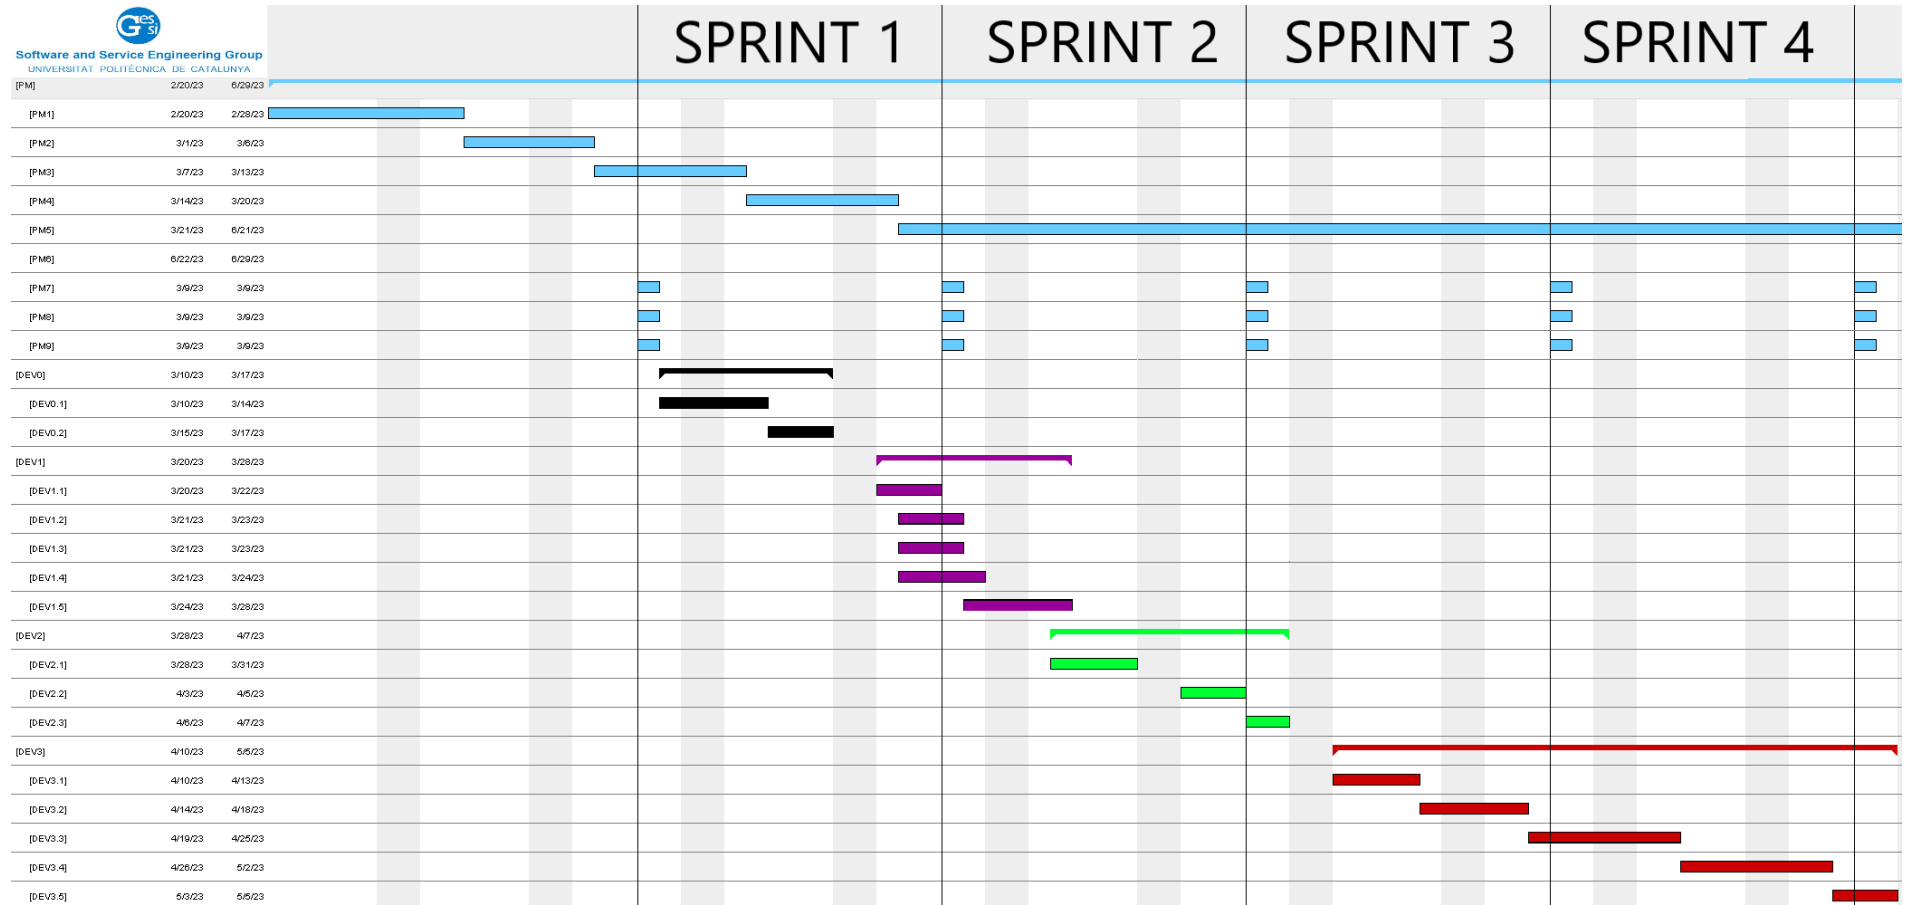 Gessi
SPRINT 1 SPRINT 2 SPRINT 3 SPRINT 4
Software and Service Engineering Group
UNIVERSITAT POLITÈCNICA DE CATALUNYA
[PM] 2/20/23 6/29/23
[PM1] 2/20/23 2/28/23
[PM2] 3/1/23 3/6/23
[PM3] 3/7/23 3/13/23
[PM4] 3/14/23 3/20/23
[PM5] 3/21/23 6/21/23
[PM6] 6/22/23 6/29/23
[PM7] 3/9/23 3/9/23
[PM8] 3/9/23 3/9/23
[PM9] 3/9/23 3/9/23
[DEV0] 3/10/23 3/17/23
[DEV0.1] 3/10/23 3/14/23
[DEV0.2] 3/15/23 3/17/23
[DEV1] 3/20/23 3/28/23
[DEV1.1] 3/20/23 3/22/23
[DEV1.2] 3/21/23 3/23/23
[DEV1.3] 3/21/23 3/23/23
[DEV1.4] 3/21/23 3/24/23
[DEV1.5] 3/24/23 3/28/23
[DEV2] 3/28/23 4/7/23
[DEV2.1] 3/28/23 3/31/23
[DEV2.2] 4/3/23 4/5/23
[DEV2.3] 4/6/23 4/7/23
[DEV3] 4/10/23 5/5/23
[DEV3.1] 4/10/23 4/13/23
[DEV3.2] 4/14/23 4/18/23
[DEV3.3] 4/19/23 4/25/23
[DEV3.4] 4/26/23 5/2/23
[DEV3.5] 5/3/23 5/5/23